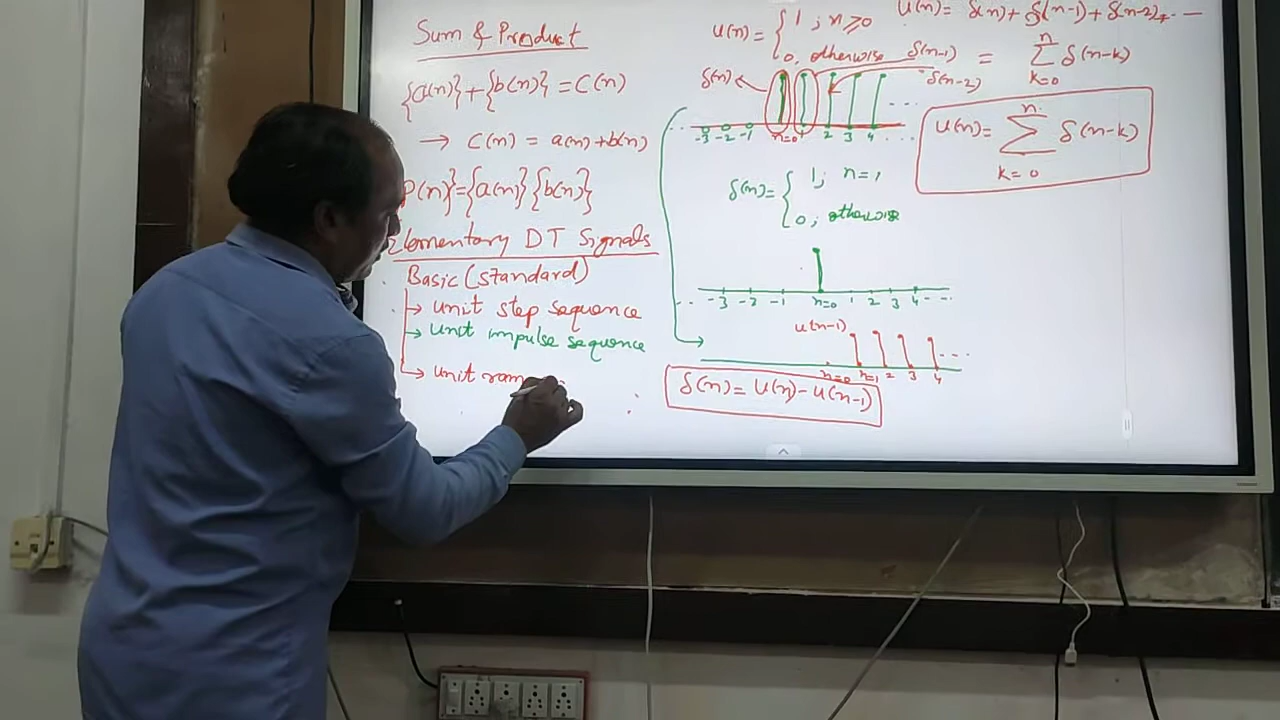 Sum & Product
{a(n)}+{b(n)} = C(n)
→ C(n) = a(n)+b(n)
p(n)}={a(n)}{b(n)}
Elementary DT Signals
Basic (standard)
→ unit step sequence
→ unit impulse sequence
→ unit ram
u(n)= { 1 ; n≥0
0, otherwise
u(n)= δ(n)+ δ(n-1)+ δ(n-2)+ ---
= Σ δ(n-k)
n
k=0
δ(n)
δ(n-1)
δ(n-2)
-3 -2 -1 n=0 1 2 3 4
u(n)= Σ δ(n-k)
n
k=0
δ(n)= { 1; n=1
0; otherwise
-3 -2 -1 n=0 1 2 3 4
u(n-1)
n=0 n=1 2 3 4
δ(n)= u(n)-u(n-1)